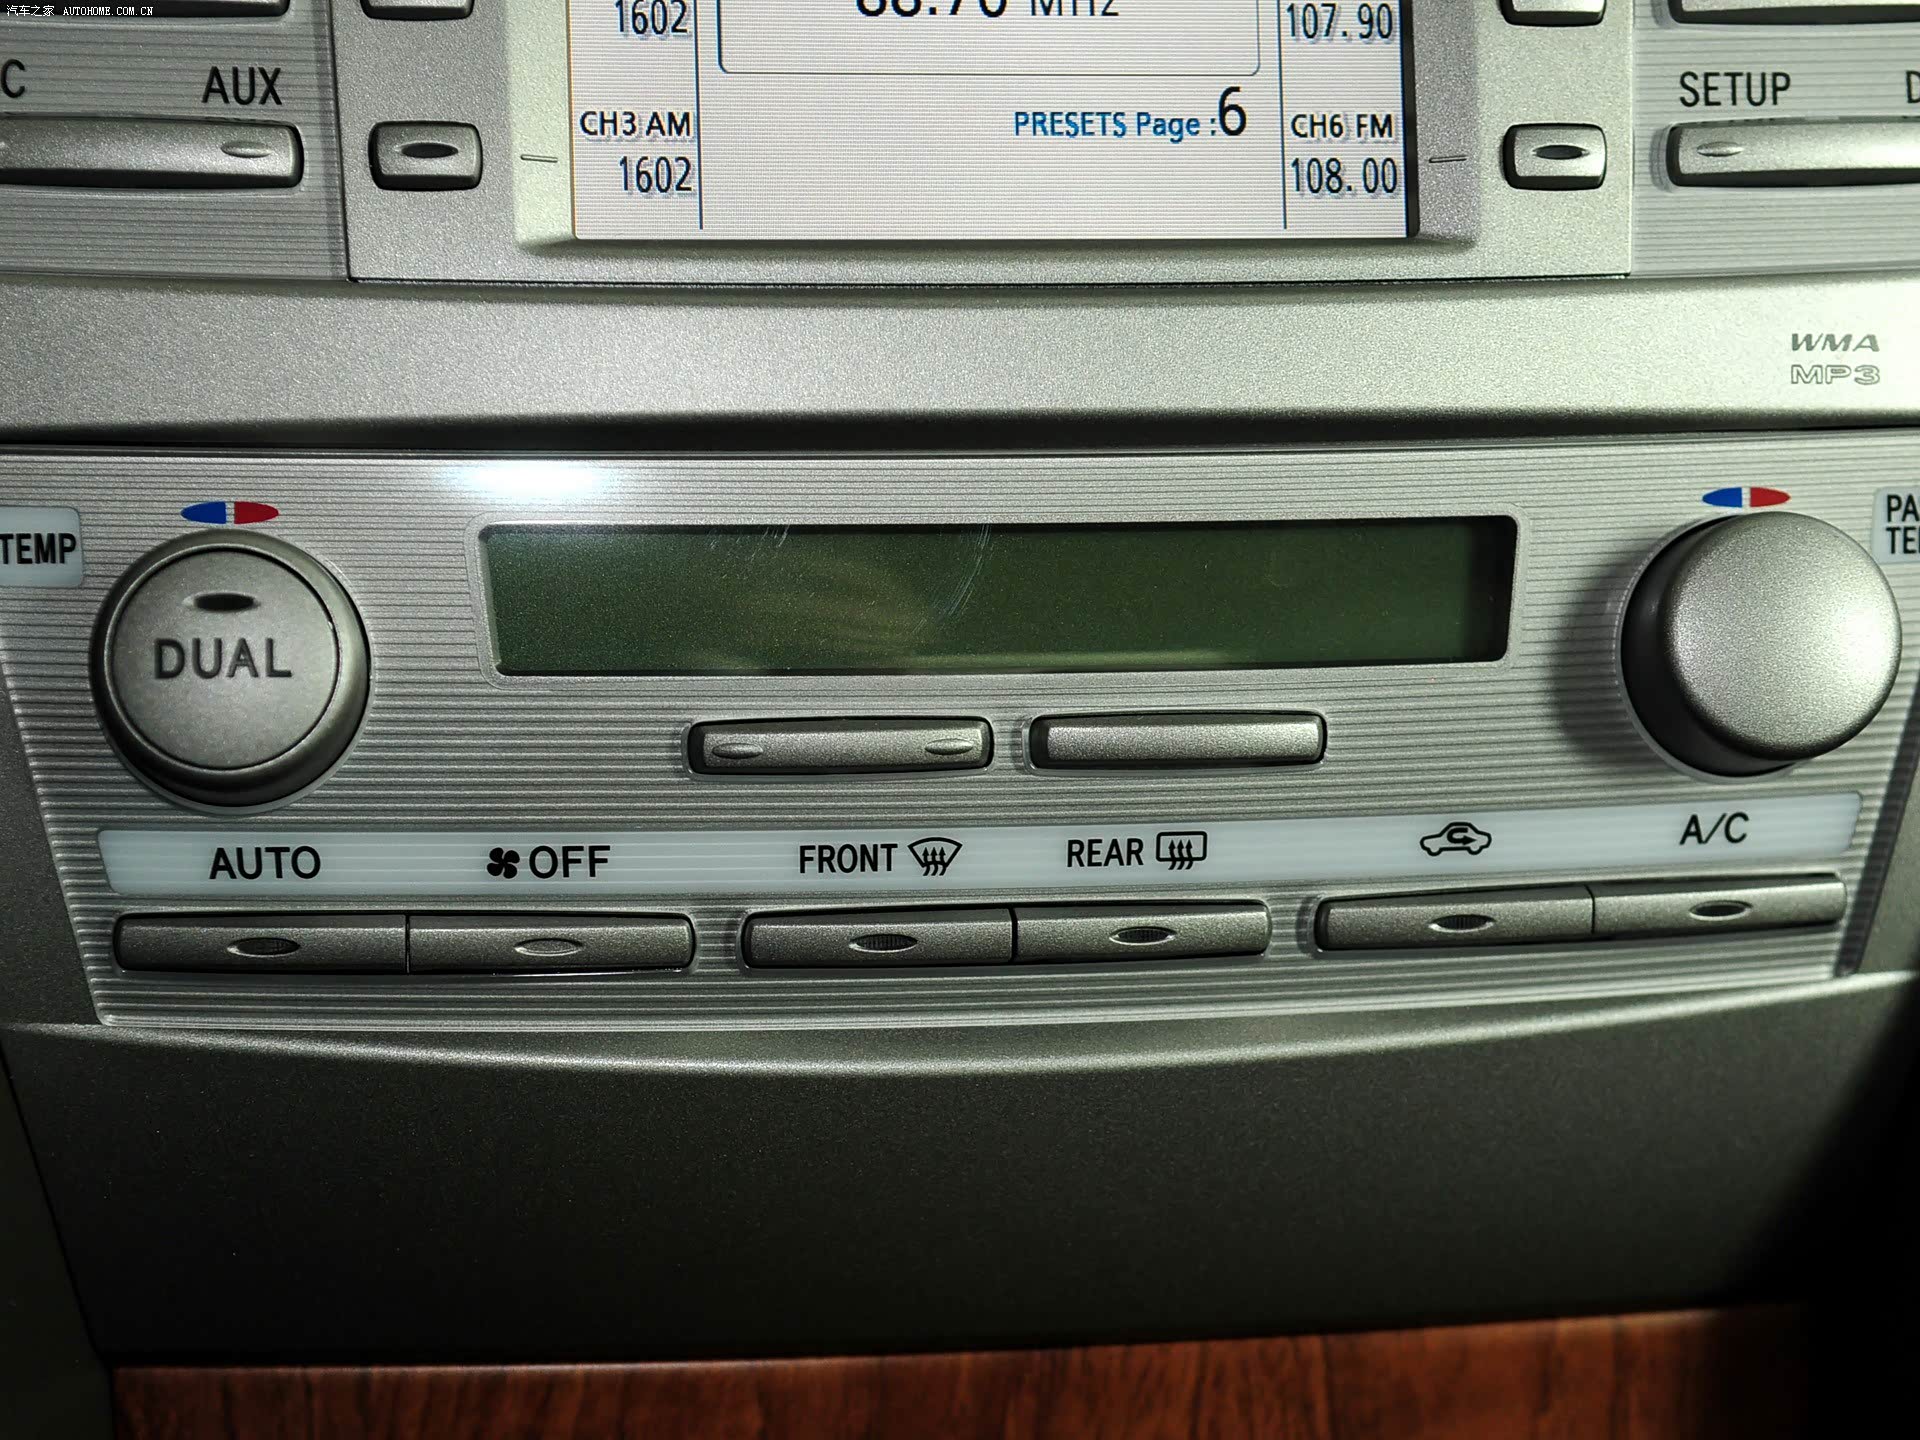 汽车之家 AUTOHOME.COM.CN
1602
MHz
107.90
C
AUX
SETUP
CH3 AM
PRESETS Page :6
CH6 FM
1602
108.00
WMA
MP3
TEMP
DUAL
AUTO
OFF
FRONT
REAR
A/C